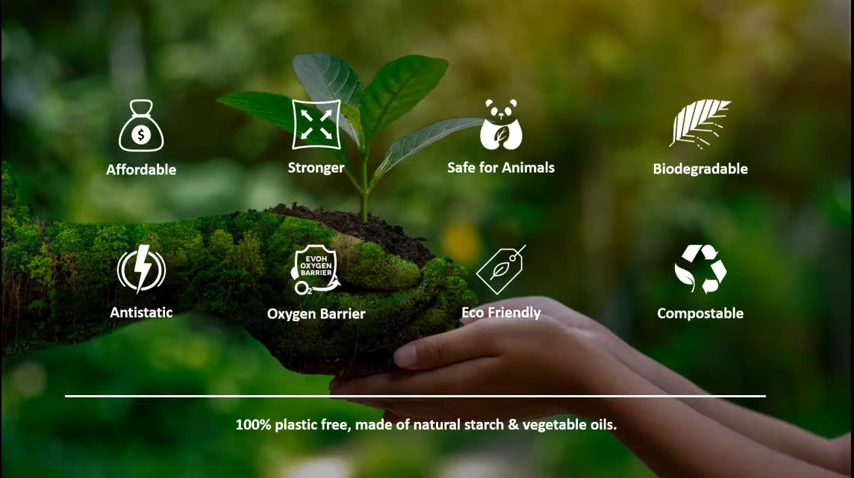 $
Affordable
Stronger
Safe for Animals
Biodegradable
Antistatic
EVOH
OXYGEN
BARRIER
O₂
Oxygen Barrier
Eco Friendly
Compostable
100% plastic free, made of natural starch & vegetable oils.